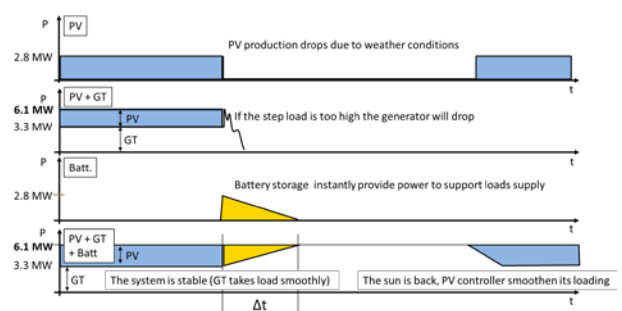 P
PV
PV production drops due to weather conditions
2.8 MW
t
P
PV + GT
6.1 MW
PV
If the step load is too high the generator will drop
3.3 MW
GT
t
P
Batt.
Battery storage instantly provide power to support loads supply
2.8 MW
t
P
PV + GT
+ Batt
6.1 MW
PV
3.3 MW
GT
The system is stable (GT takes load smoothly)
The sun is back, PV controller smoothen its loading
t
Δt